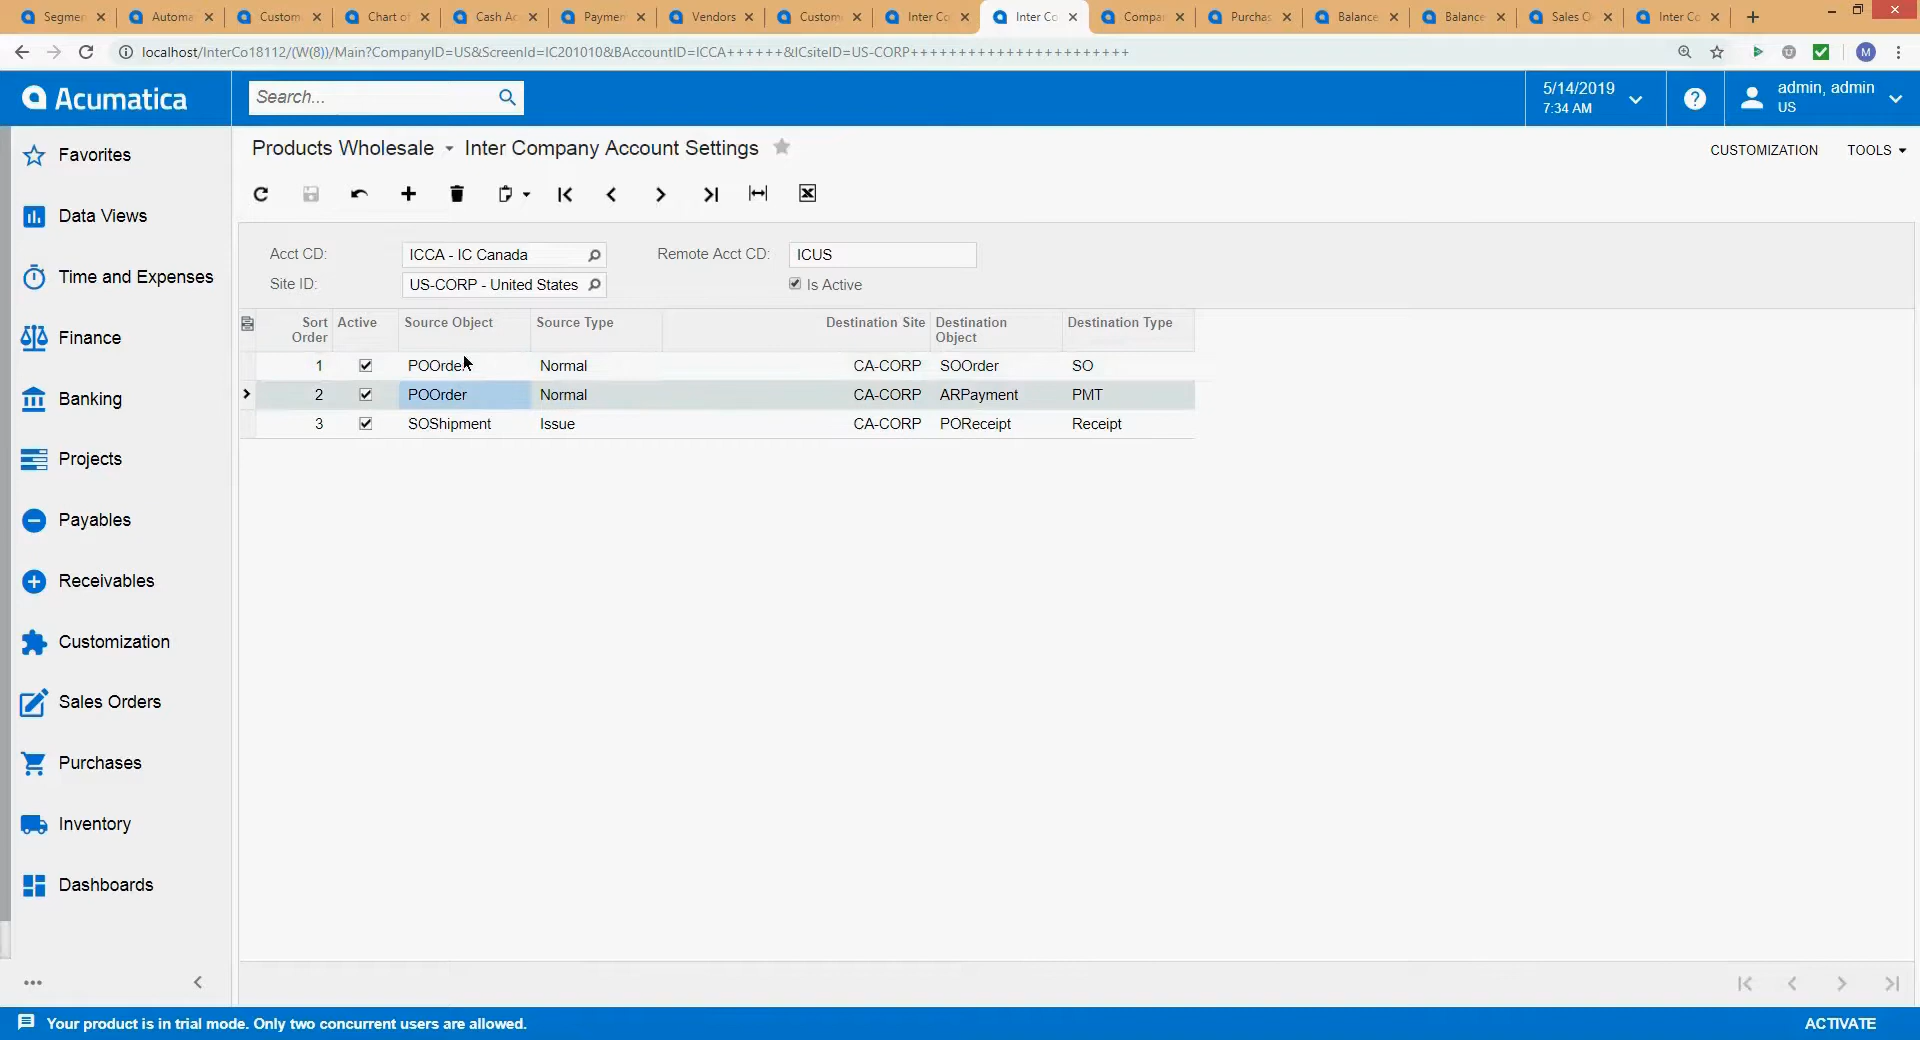 Segmen
Automa
Custom
Chart of
Cash Ac
Paymen
Vendors
Custom
Inter Co
Inter Co
Compa
Purchas
Balance
Balance
Sales O
Inter Co
localhost/InterCo18112/(W(8))/Main?CompanyID=US&ScreenId=IC201010&BAccountID=ICCA++++++&ICsiteID=US-CORP+++++++++++++++++++++++
M
Acumatica
Search...
5/14/2019
7:34 AM
?
admin, admin
US
Favorites
Data Views
Time and Expenses
Finance
Banking
Projects
Payables
Receivables
Customization
Sales Orders
Purchases
Inventory
Dashboards
Products Wholesale Inter Company Account Settings
CUSTOMIZATION TOOLS
Acct CD: ICCA - IC Canada Remote Acct CD: ICUS
Site ID: US-CORP - United States Is Active
Sort Order Active Source Object Source Type Destination Site Destination Object Destination Type
1 POOrder Normal CA-CORP SOOrder SO
2 POOrder Normal CA-CORP ARPayment PMT
3 SOShipment Issue CA-CORP POReceipt Receipt
Your product is in trial mode. Only two concurrent users are allowed. ACTIVATE